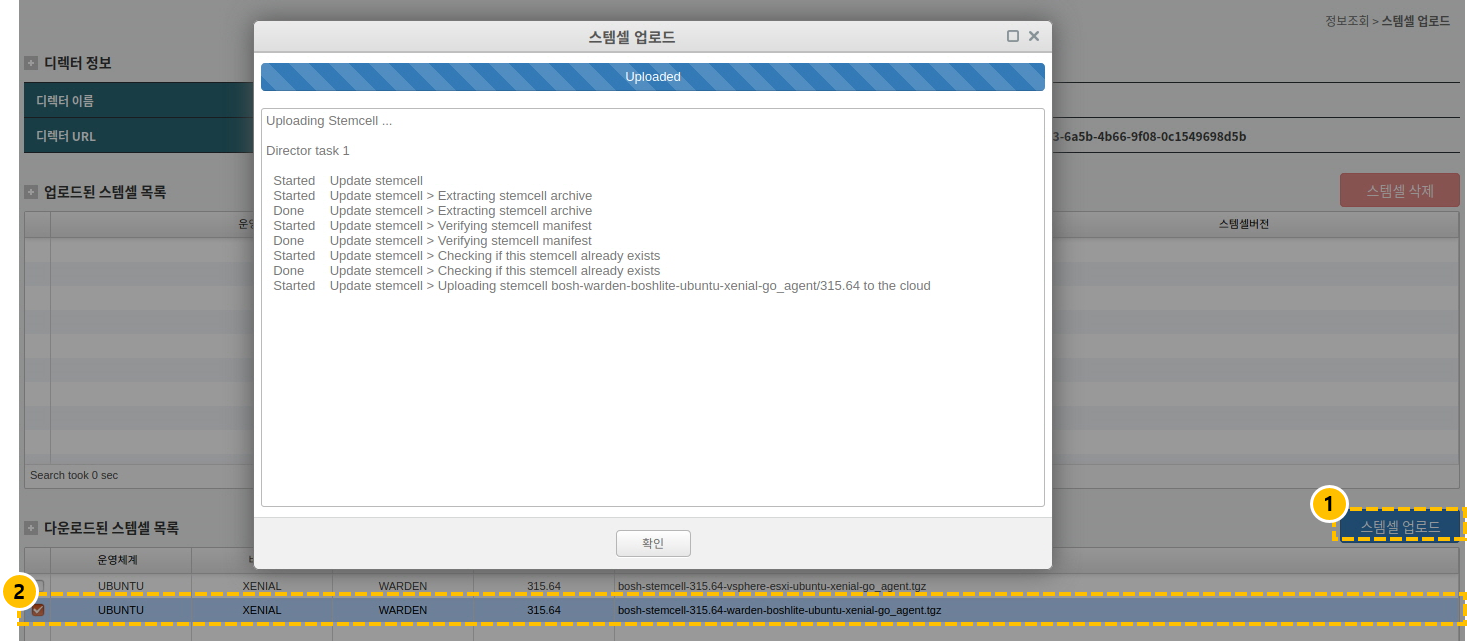 정보조회 > 스템셀 업로드
스템셀 업로드
디렉터 정보
Uploaded
디렉터 이름
디렉터 URL
3-6a5b-4b66-9f08-0c1549698d5b
Uploading Stemcell ...
Director task 1
Started Update stemcell
Started Update stemcell > Extracting stemcell archive
Done Update stemcell > Extracting stemcell archive
Started Update stemcell > Verifying stemcell manifest
Done Update stemcell > Verifying stemcell manifest
Started Update stemcell > Checking if this stemcell already exists
Done Update stemcell > Checking if this stemcell already exists
Started Update stemcell > Uploading stemcell bosh-warden-boshlite-ubuntu-xenial-go_agent/315.64 to the cloud
업로드된 스템셀 목록
스템셀 삭제
스템셀버전
Search took 0 sec
확인
다운로드된 스템셀 목록
1
스템셀 업로드
운영체계
UBUNTU XENIAL WARDEN 315.64 bosh-stemcell-315.64-vsphere-esxi-ubuntu-xenial-go_agent.tgz
2
UBUNTU XENIAL WARDEN 315.64 bosh-stemcell-315.64-warden-boshlite-ubuntu-xenial-go_agent.tgz